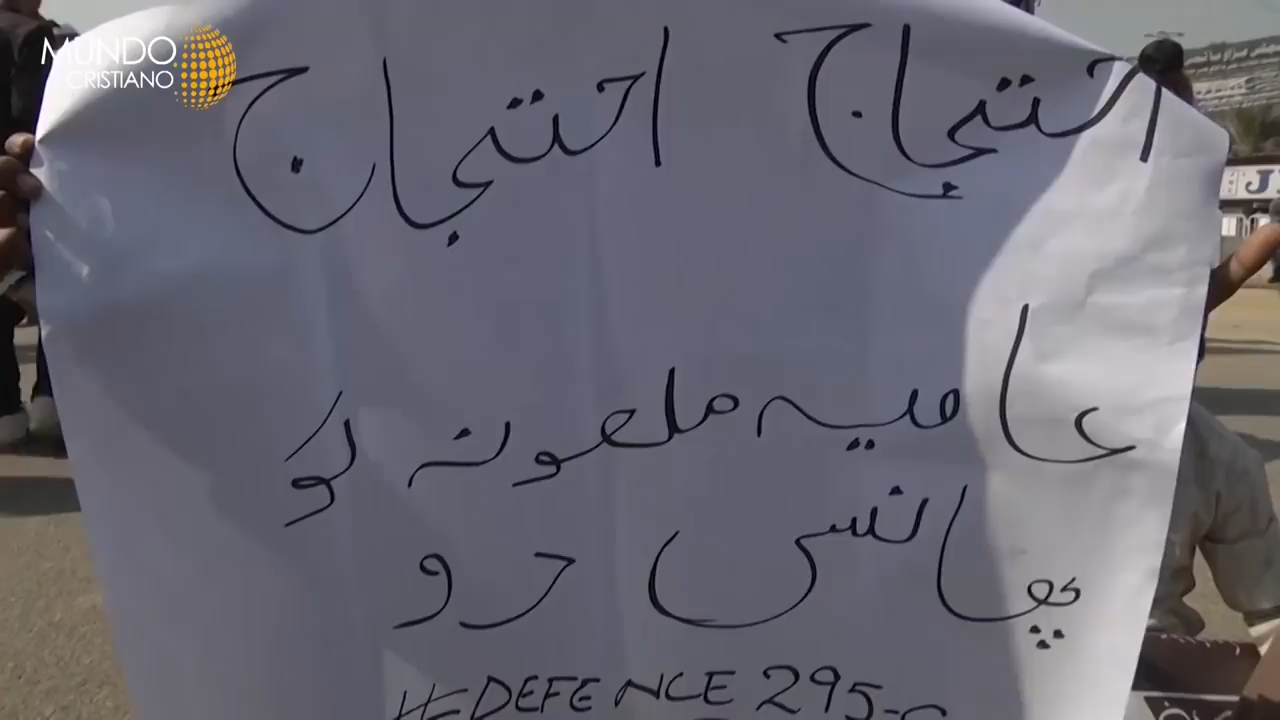 MUNDO
CRISTIANO
احتجاج احتجاج
عاصیہ ملعونہ کو
پھانسی دو
#DEFENCE 295-C